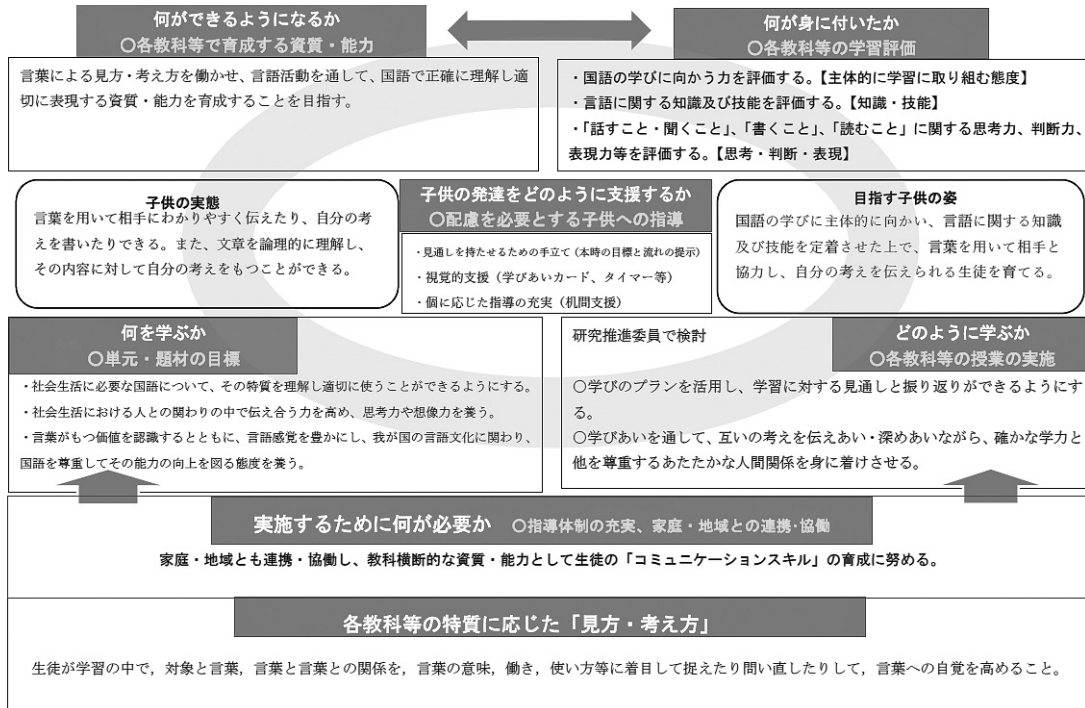 何ができるようになるか
〇各教科等で育成する資質・能力
言葉による見方・考え方を働かせ、言語活動を通して、国語で正確に理解し適
切に表現する資質・能力を育成することを目指す。
何が身に付いたか
〇各教科等の学習評価
・国語の学びに向かう力を評価する。【主体的に学習に取り組む態度】
・言語に関する知識及び技能を評価する。【知識・技能】
・「話すこと・聞くこと」、「書くこと」、「読むこと」に関する思考力、判断力、
表現力等を評価する。【思考・判断・表現】
子供の実態
言葉を用いて相手にわかりやすく伝えたり、自分の考
えを書いたりできる。また、文章を論理的に理解し、
その内容に対して自分の考えをもつことができる。
子供の発達をどのように支援するか
〇配慮を必要とする子供への指導
・見通しを持たせるための手立て（本時の目標と流れの提示）
・視覚的支援（学びあいカード、タイマー等）
・個に応じた指導の充実（机間支援）
目指す子供の姿
国語の学びに主体的に向かい、言語に関する知識
及び技能を定着させた上で、言葉を用いて相手と
協力し、自分の考えを伝えられる生徒を育てる。
何を学ぶか
〇単元・題材の目標
・社会生活に必要な国語について、その特質を理解し適切に使うことができるようにする。
・社会生活における人との関わりの中で伝え合う力を高め、思考力や想像力を養う。
・言葉がもつ価値を認識するとともに、言語感覚を豊かにし、我が国の言語文化に関わり、
国語を尊重してその能力の向上を図る態度を養う。
研究推進委員で検討
どのように学ぶか
〇各教科等の授業の実施
〇学びのプランを活用し、学習に対する見通しと振り返りができるようにす
る。
〇学びあいを通して、互いの考えを伝えあい・深めあいながら、確かな学力と
他を尊重するあたたかな人間関係を身に着けさせる。
実施するために何が必要か 〇指導体制の充実、家庭・地域との連携・協働
家庭・地域とも連携・協働し、教科横断的な資質・能力として生徒の「コミュニケーションスキル」の育成に努める。
各教科等の特質に応じた「見方・考え方」
生徒が学習の中で，対象と言葉，言葉と言葉との関係を，言葉の意味，働き，使い方等に着目して捉えたり問い直したりして，言葉への自覚を高めること。